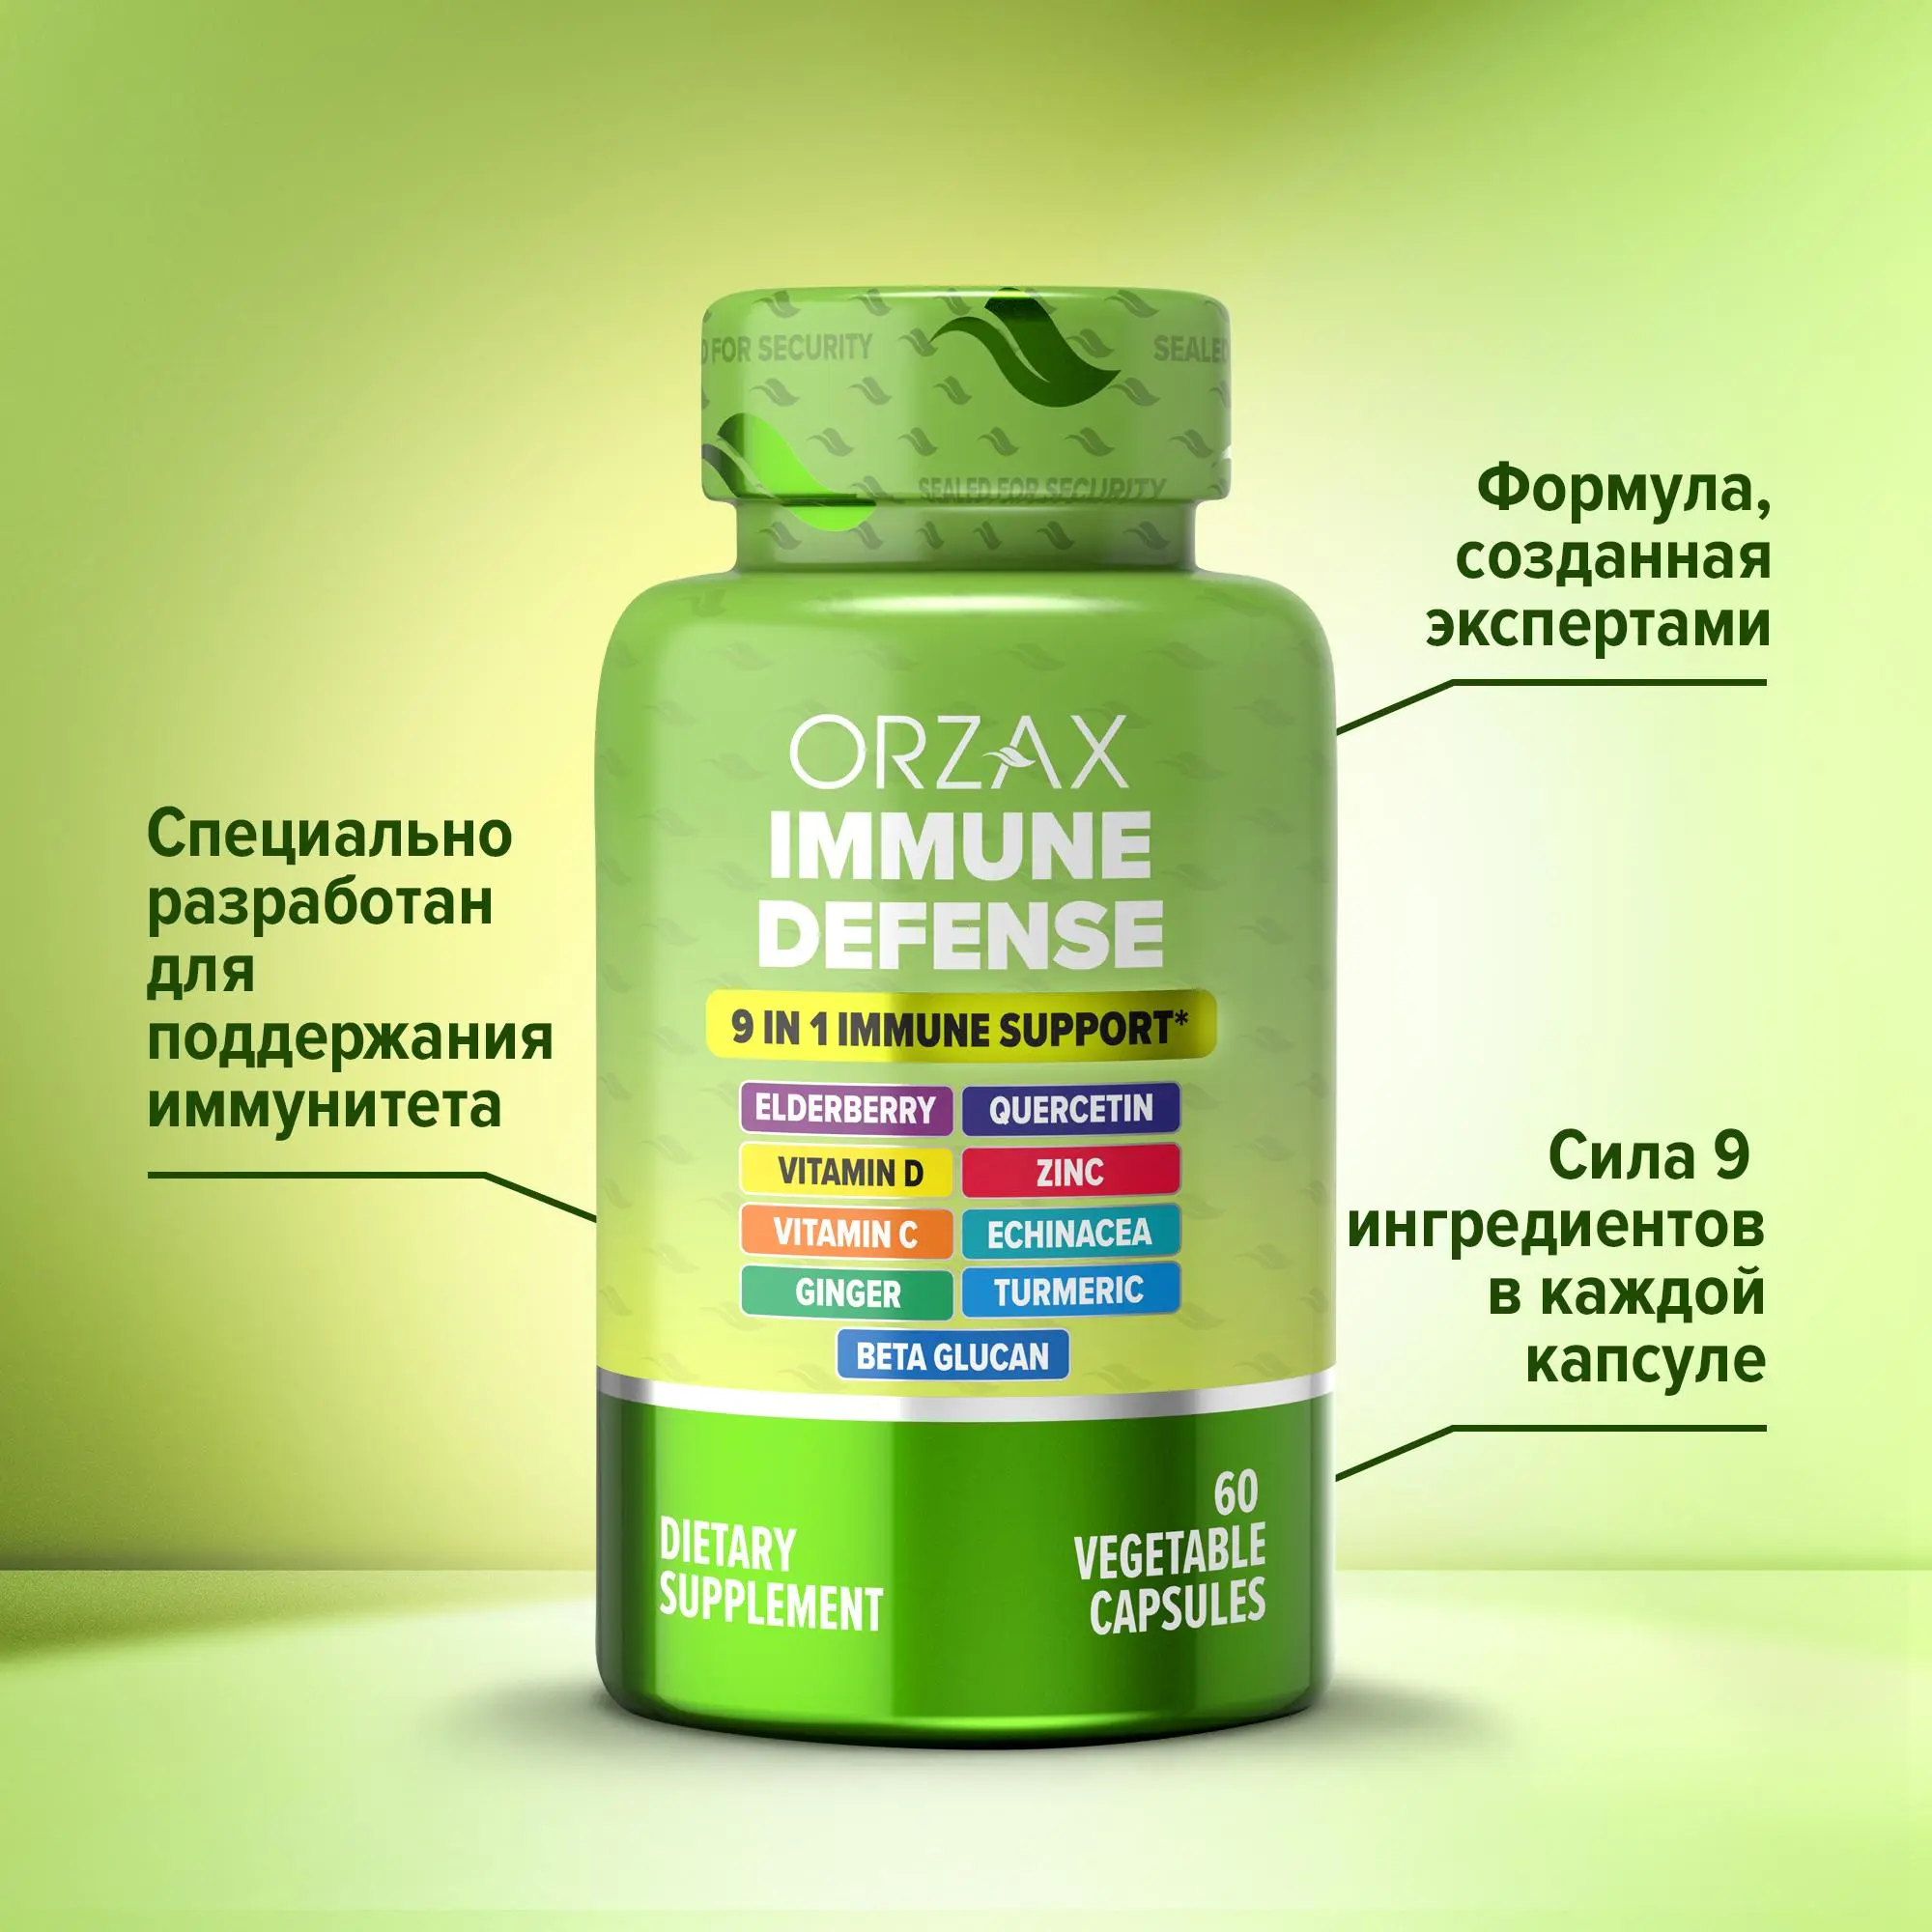 FOR SECURITY
SEALED FOR SECURITY
Формула,
созданная
экспертами
ORZAX
IMMUNE
DEFENSE
Специально
разработан
для
поддержания
иммунитета
9 IN 1 IMMUNE SUPPORT*
ELDERBERRY QUERCETIN
VITAMIN D ZINC
VITAMIN C ECHINACEA
GINGER TURMERIC
BETA GLUCAN
Сила 9
ингредиентов
в каждой
капсуле
DIETARY
SUPPLEMENT
60
VEGETABLE
CAPSULES